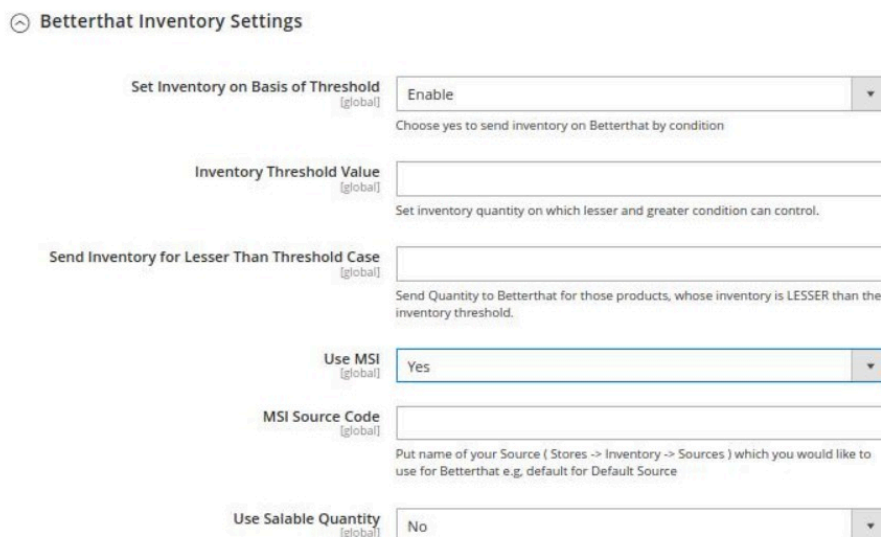 Betterthat Inventory Settings
Set Inventory on Basis of Threshold
[global]
Enable
Choose yes to send inventory on Betterthat by condition
Inventory Threshold Value
[global]
Set inventory quantity on which lesser and greater condition can control.
Send Inventory for Lesser Than Threshold Case
[global]
Send Quantity to Betterthat for those products, whose inventory is LESSER than the
inventory threshold.
Use MSI
[global]
Yes
MSI Source Code
[global]
Put name of your Source ( Stores -> Inventory -> Sources ) which you would like to
use for Betterthat e.g, default for Default Source
Use Salable Quantity
[global]
No